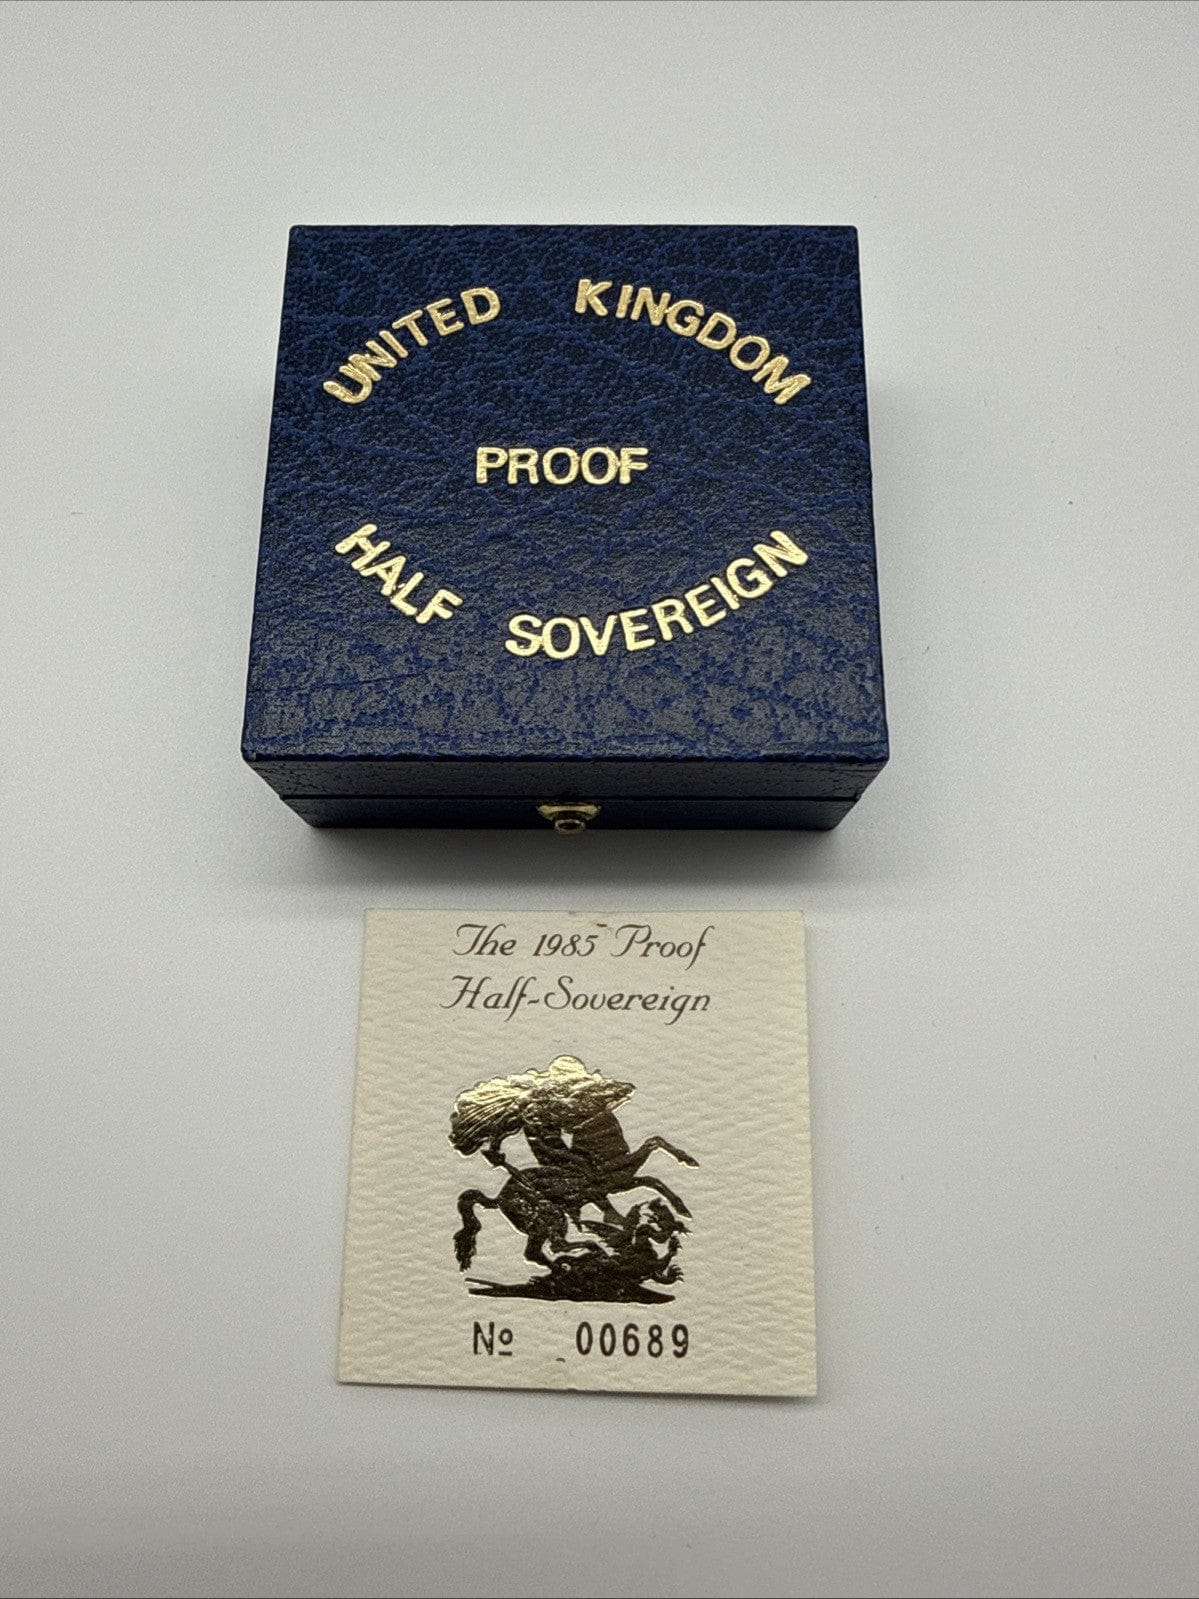 UNITED KINGDOM
PROOF
HALF SOVEREIGN
The 1985 Proof
Half-Sovereign
Nº 00689